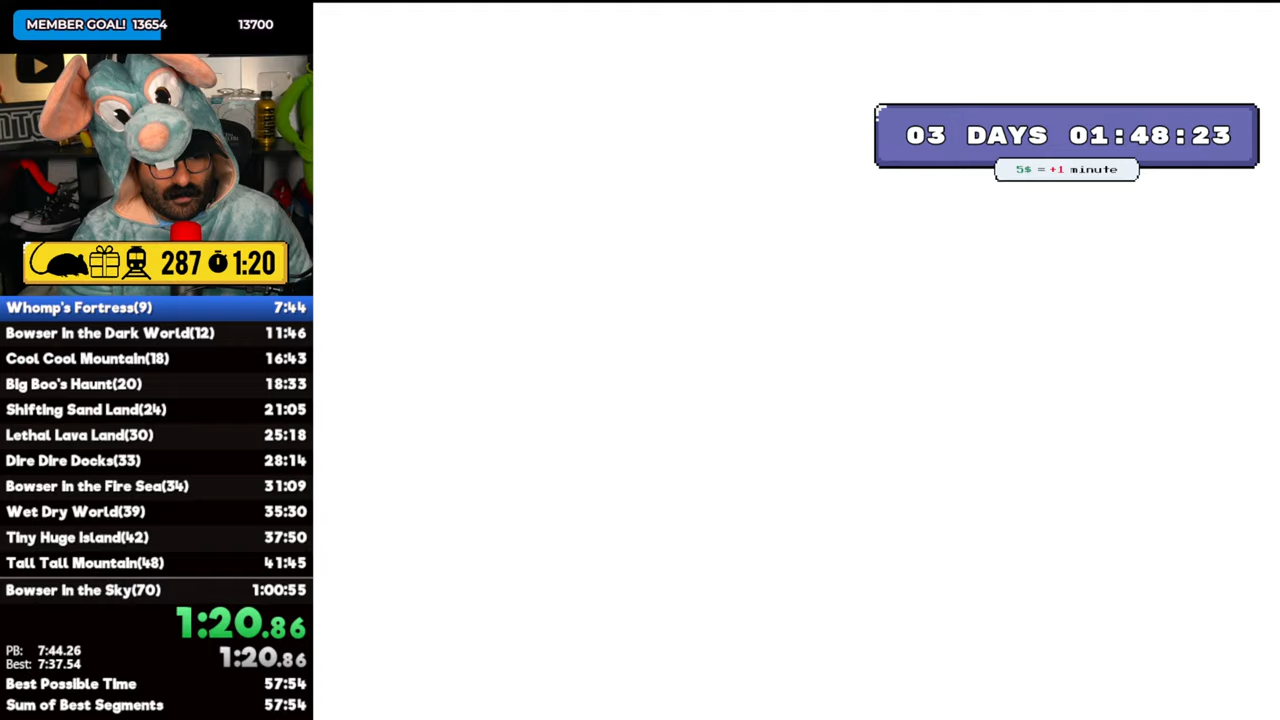 MEMBER GOAL! 13654 13700
03 DAYS 01:48:23
5$ = +1 minute
287 1:20
Whomp's Fortress(9) 7:44
Bowser in the Dark World(12) 11:46
Cool Cool Mountain(18) 16:43
Big Boo's Haunt(20) 18:33
Shifting Sand Land(24) 21:05
Lethal Lava Land(30) 25:18
Dire Dire Docks(33) 28:14
Bowser in the Fire Sea(34) 31:09
Wet Dry World(39) 35:30
Tiny Huge Island(42) 37:50
Tall Tall Mountain(48) 41:45
Bowser in the Sky(70) 1:00:55
1:20.86
PB: 7:44.26
Best: 7:37.54
1:20.86
Best Possible Time 57:54
Sum of Best Segments 57:54